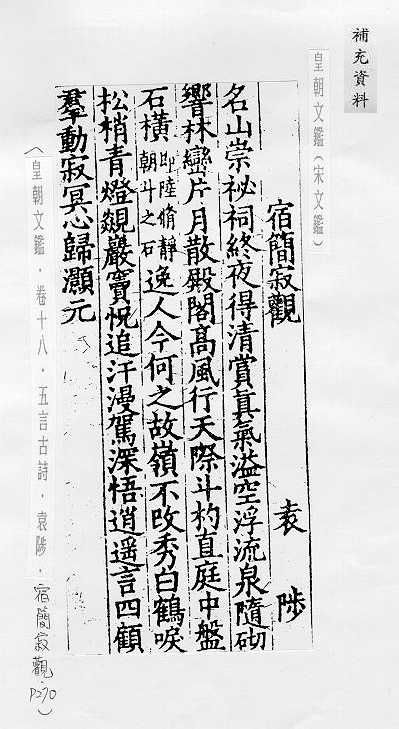 補充資料
皇朝文鑑(宋文鑑)
宿簡寂觀
袁陟
名山崇祕祠終夜得清賞真氣溢空浮流泉隨砌
響林巒片月散殿閣高風行天際斗杓直庭中盤
石橫即陸脩靜朝斗之石逸人今何之故嶺不改秀白鶴唳
松梢青燈覷巖竇怳追汗漫駕深悟逍遥言四顧
羣動寂冥心歸灝元
(皇朝文鑑·卷十八·五言古詩·袁陟·宿簡寂觀·P270)